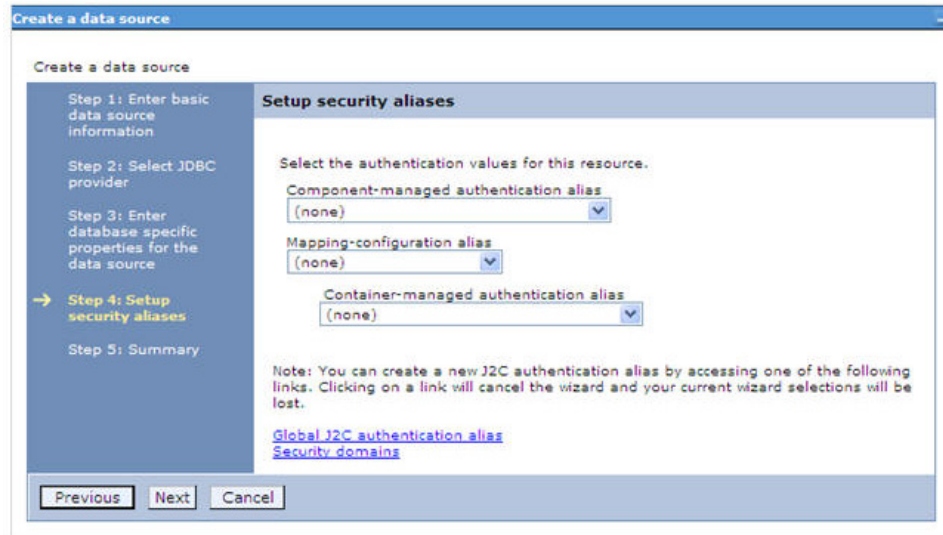 Create a data source
Create a data source
Step 1: Enter basic
data source
information
Step 2: Select JDBC
provider
Step 3: Enter
database specific
properties for the
data source
Step 4: Setup
security aliases
Step 5: Summary
Setup security aliases
Select the authentication values for this resource.
Component-managed authentication alias
(none)
Mapping-configuration alias
(none)
Container-managed authentication alias
(none)
Note: You can create a new J2C authentication alias by accessing one of the following
links. Clicking on a link will cancel the wizard and your current wizard selections will be
lost.
Global J2C authentication alias
Security domains
Previous Next Cancel